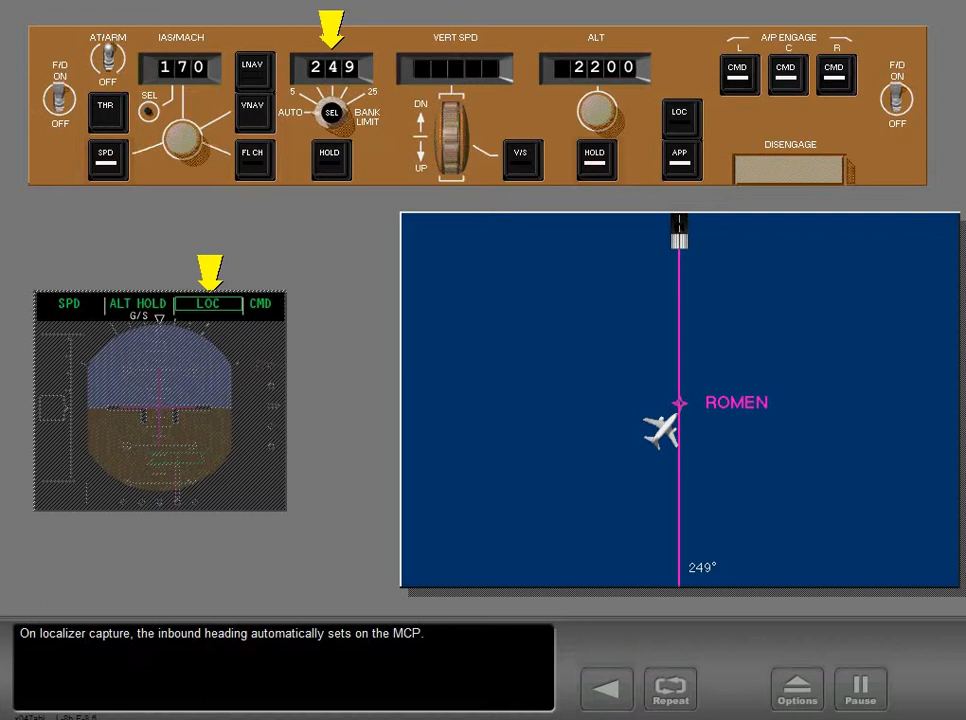 AT/ARM
OFF
IAS/MACH
170
SEL
F/D
ON
OFF
THR
SPD
LNAV
VNAV
FL CH
249
5
25
AUTO
SEL
BANK
LIMIT
HOLD
VERT SPD
DN
UP
V/S
ALT
2200
HOLD
LOC
APP
A/P ENGAGE
L
C
R
CMD
CMD
CMD
DISENGAGE
F/D
ON
OFF
SPD
ALT HOLD
LOC
CMD
G/S
ROMEN
249°
On localizer capture, the inbound heading automatically sets on the MCP.
Repeat
Options
Pause